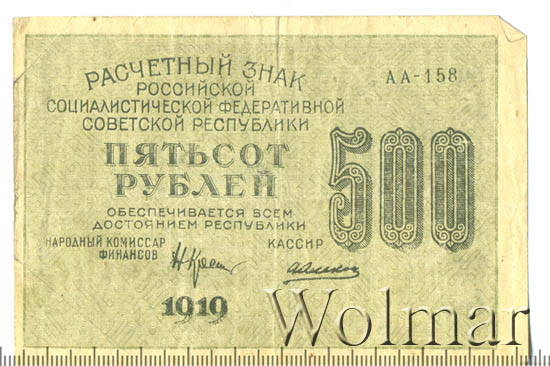 РАСЧЕТНЫЙ ЗНАК
РОССИЙСКОЙ
СОЦИАЛИСТИЧЕСКОЙ ФЕДЕРАТИВНОЙ
СОВЕТСКОЙ РЕСПУБЛИКИ
ПЯТЬСОТ
РУБЛЕЙ
ОБЕСПЕЧИВАЕТСЯ ВСЕМ
ДОСТОЯНИЕМ РЕСПУБЛИКИ
НАРОДНЫЙ КОМИССАР
ФИНАНСОВ
КАССИР
1919
АА-158
500
Wolmar